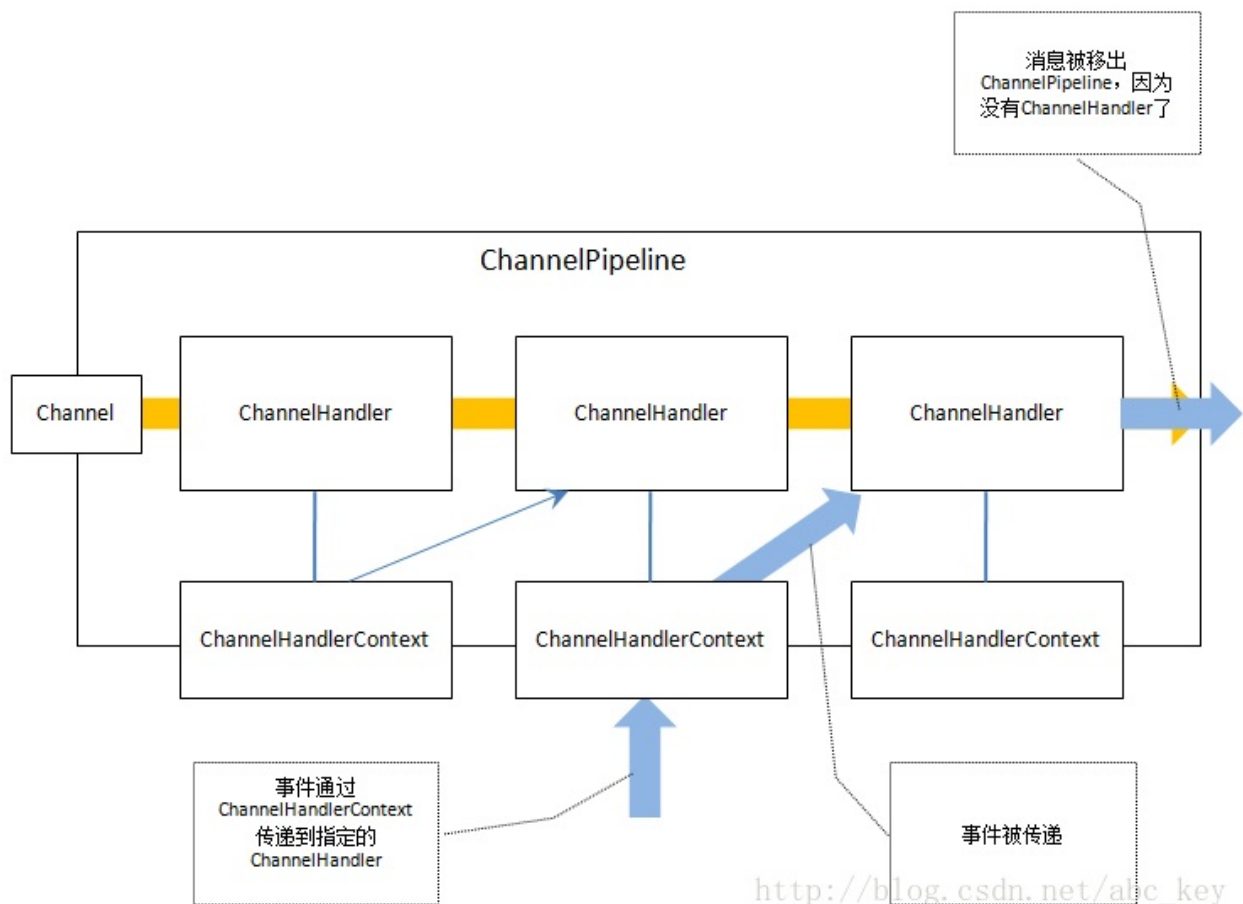 消息被移出
ChannelPipeline，因为
没有ChannelHandler了
ChannelPipeline
Channel
ChannelHandler
ChannelHandler
ChannelHandler
ChannelHandlerContext
ChannelHandlerContext
ChannelHandlerContext
事件通过
ChannelHandlerContext
传递到指定的
ChannelHandler
事件被传递
http://blog.csdn.net/abc_key